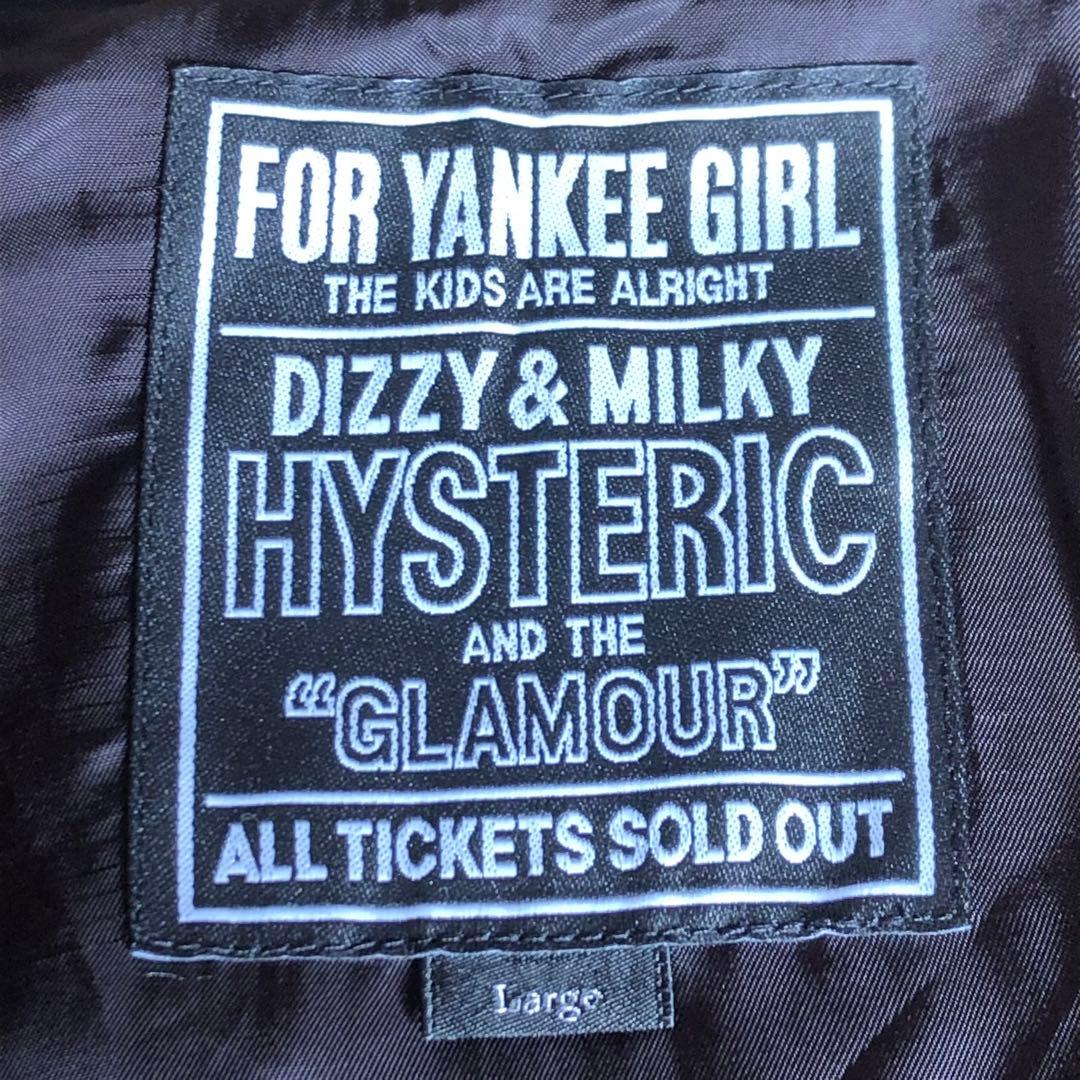 FOR YANKEE GIRL
THE KIDS ARE ALRIGHT
DIZZY & MILKY
HYSTERIC
AND THE
“GLAMOUR”
ALL TICKETS SOLD OUT
Large